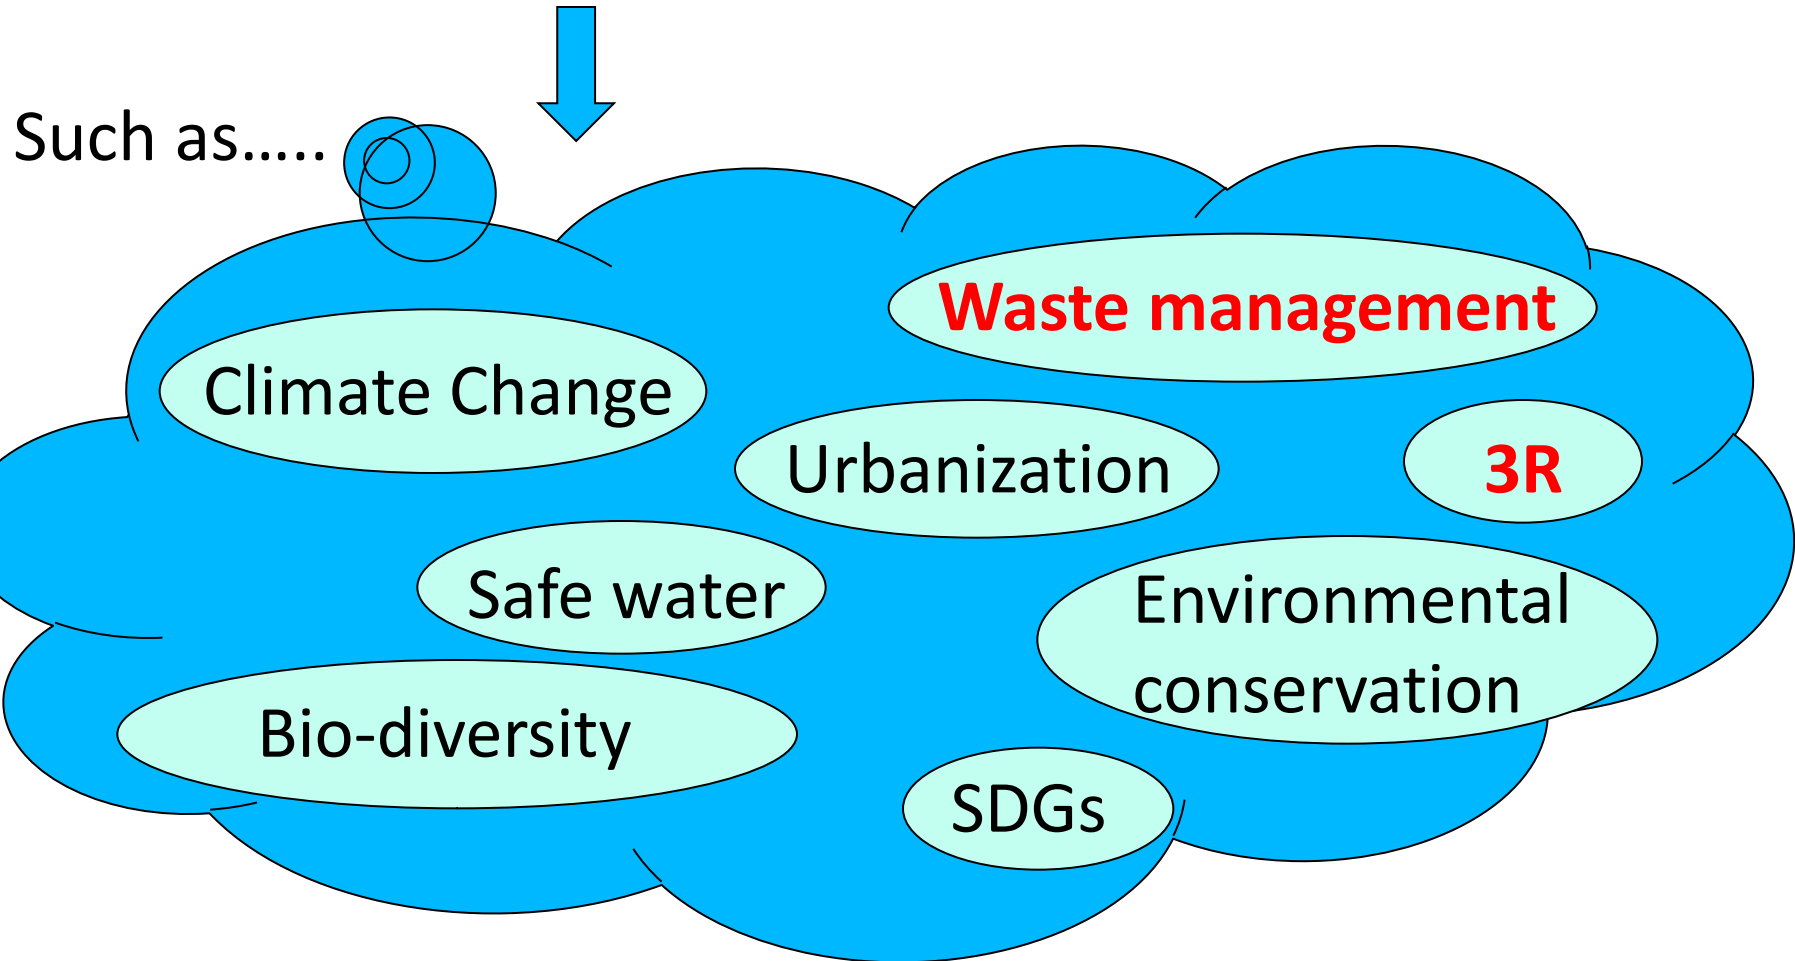 Such as.....
Waste management
Climate Change
Urbanization
3R
Safe water
Environmental
conservation
Bio-diversity
SDGs